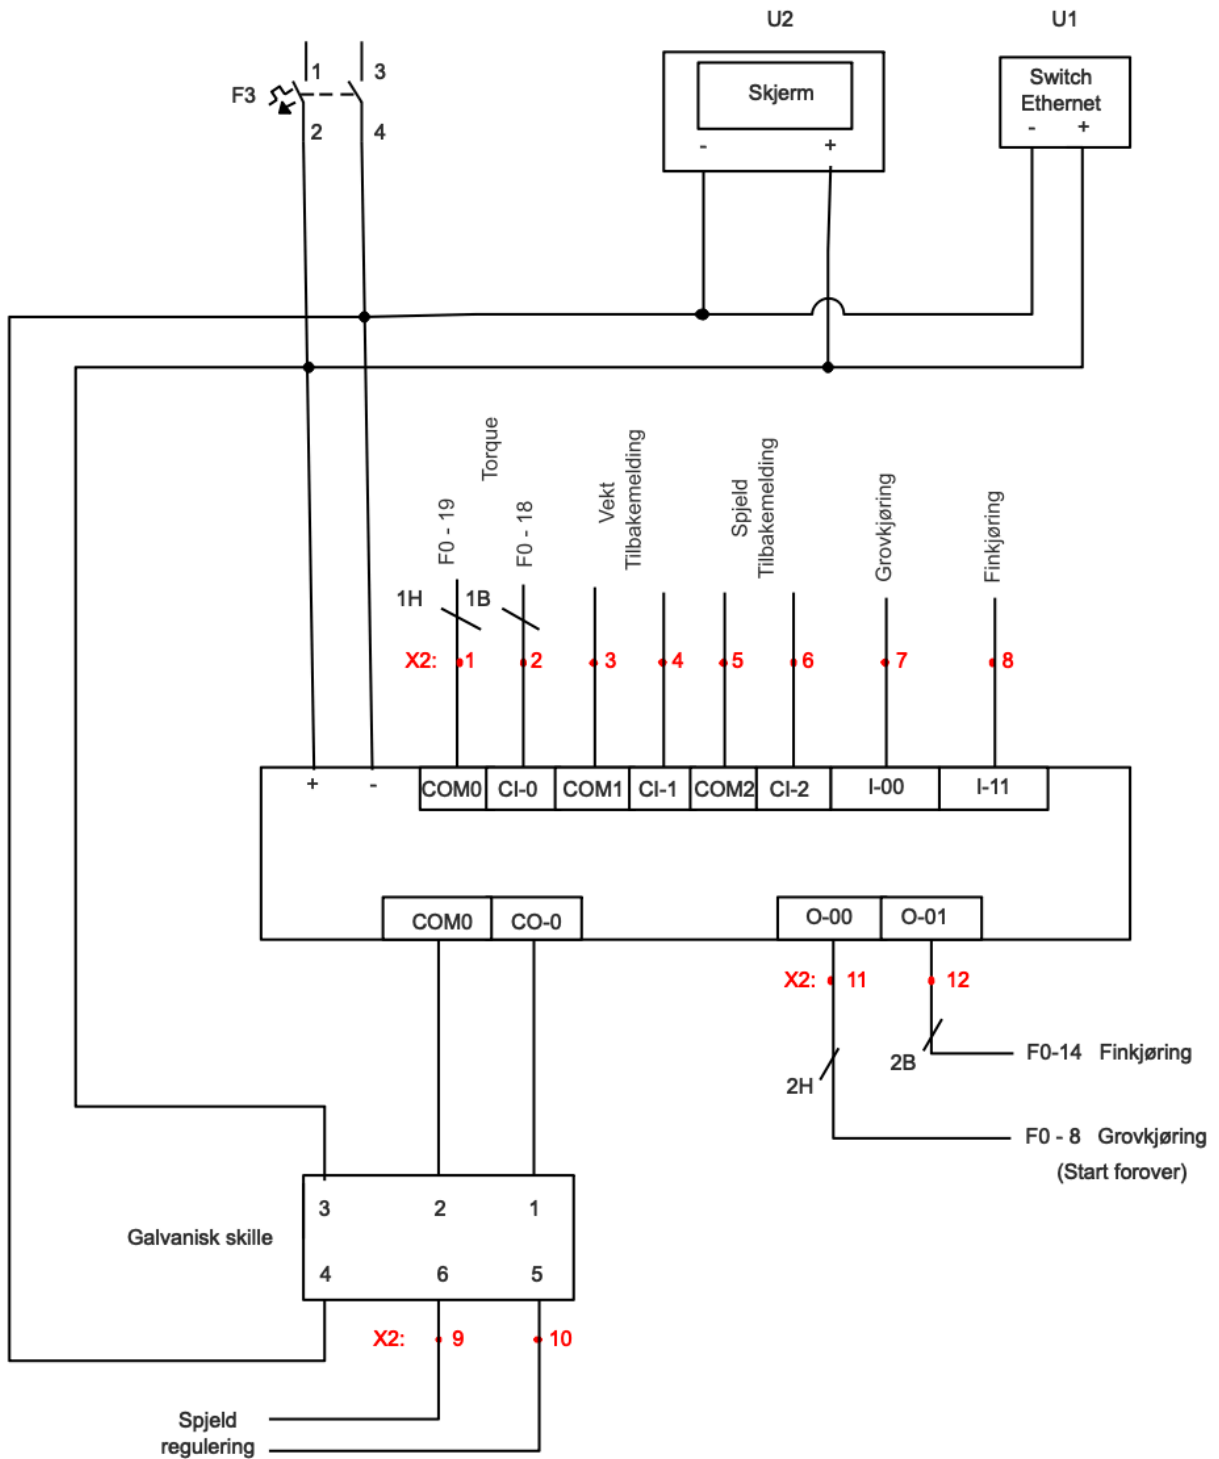 U2
U1
1
3
F3
2
4
Skjerm
-
+
Switch
Ethernet
-
+
F0 - 19
Torque
F0 - 18
Vekt
Tilbakemelding
Spjeld
Tilbakemelding
Grovkjøring
Finkjøring
1H
1B
X2: 1 2 3 4 5 6 7 8
+ - COM0 CI-0 COM1 CI-1 COM2 CI-2 I-00 I-11
COM0 CO-0 O-00 O-01
X2: 11 12
2B
F0-14 Finkjøring
2H
F0 - 8 Grovkjøring
(Start forover)
3 2 1
Galvanisk skille
4 6 5
X2: 9 10
Spjeld
regulering